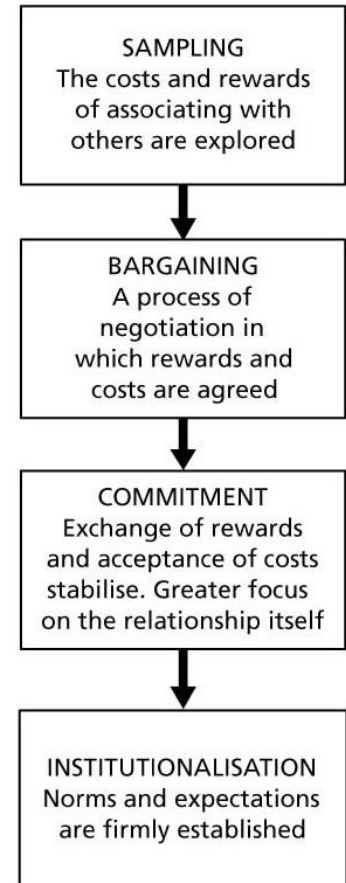 SAMPLING
The costs and rewards
of associating with
others are explored
BARGAINING
A process of
negotiation in
which rewards and
costs are agreed
COMMITMENT
Exchange of rewards
and acceptance of costs
stabilise. Greater focus
on the relationship itself
INSTITUTIONALISATION
Norms and expectations
are firmly established